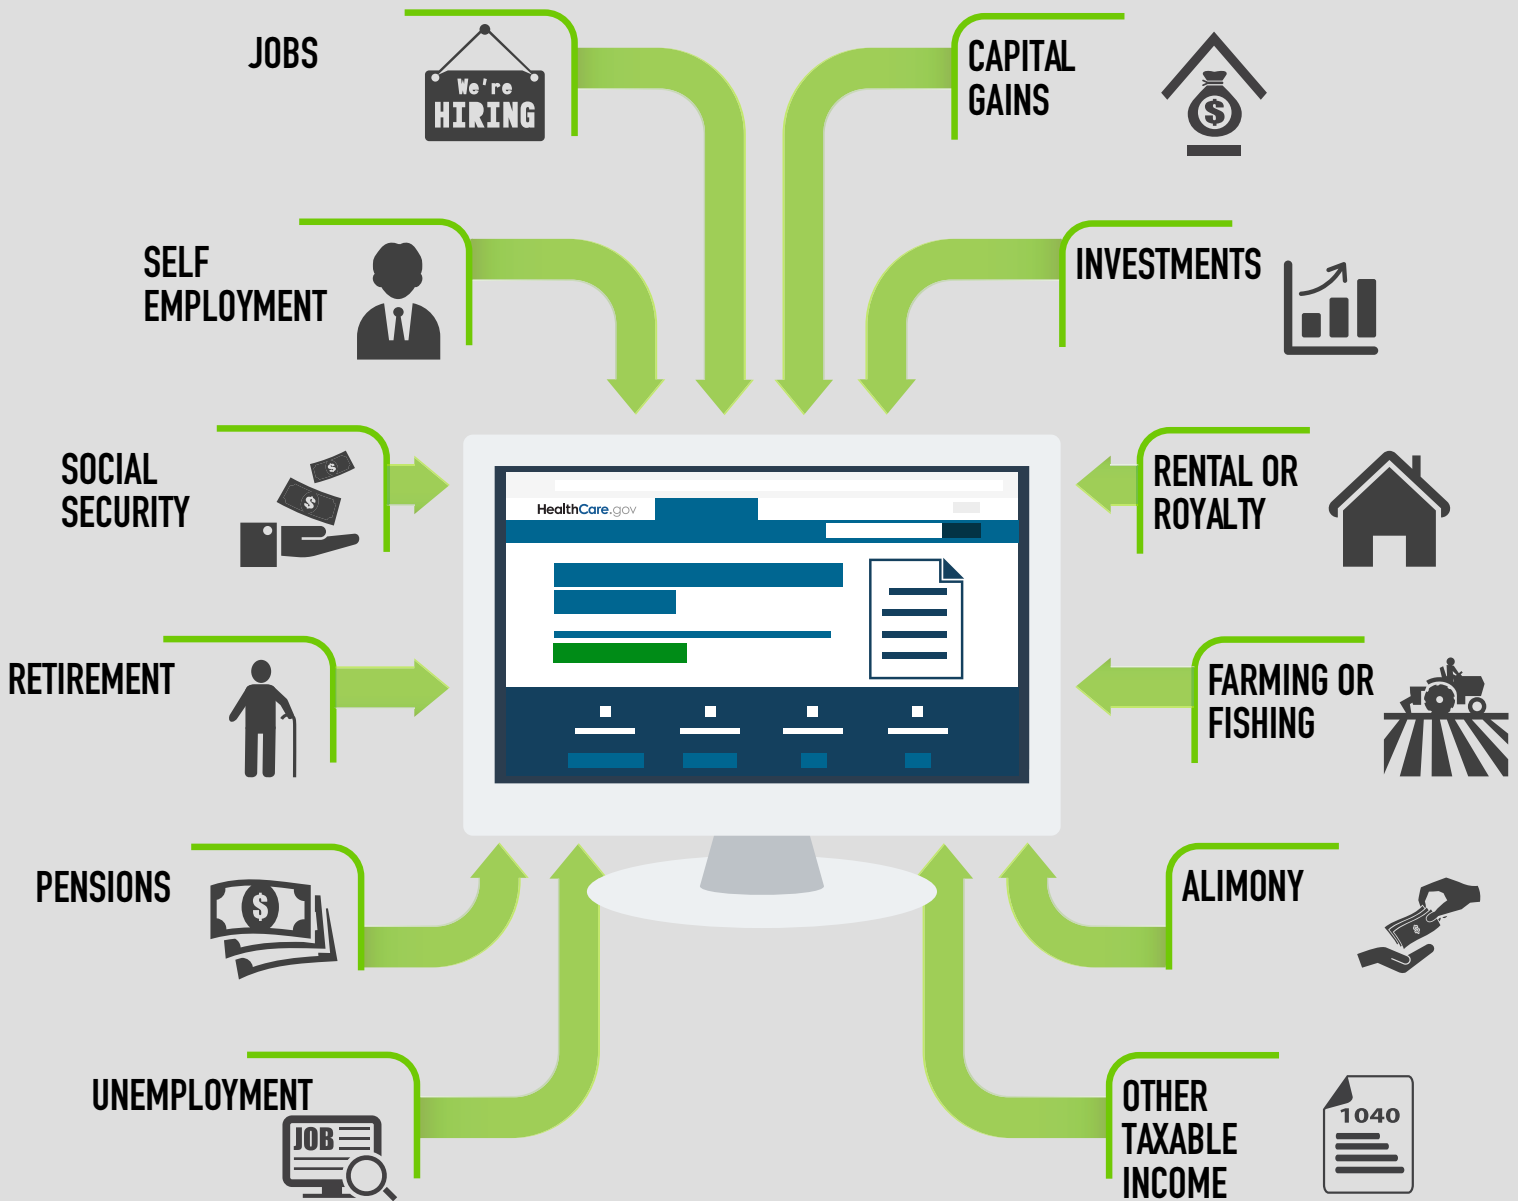 JOBS
We're
HIRING
CAPITAL
GAINS
$
SELF
EMPLOYMENT
INVESTMENTS
SOCIAL
SECURITY
$
$
HealthCare.gov
RENTAL OR
ROYALTY
RETIREMENT
FARMING OR
FISHING
PENSIONS
$
ALIMONY
$
UNEMPLOYMENT
JOB
OTHER
TAXABLE
INCOME
1040